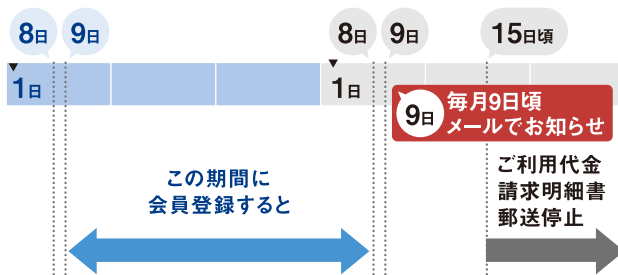 8日
9日
8日
9日
15日頃
1日
1日
9日
毎月9日頃
メールでお知らせ
この期間に
会員登録すると
ご利用代金
請求明細書
郵送停止